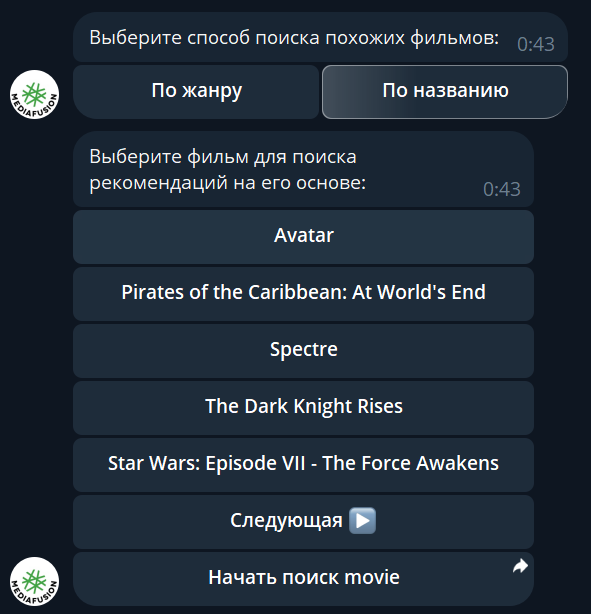 Выберите способ поиска похожих фильмов:
0:43
По жанру
По названию
MEDIAFUSION
Выберите фильм для поиска
рекомендаций на его основе:
0:43
Avatar
Pirates of the Caribbean: At World's End
Spectre
The Dark Knight Rises
Star Wars: Episode VII - The Force Awakens
Следующая
Начать поиск movie
MEDIAFUSION